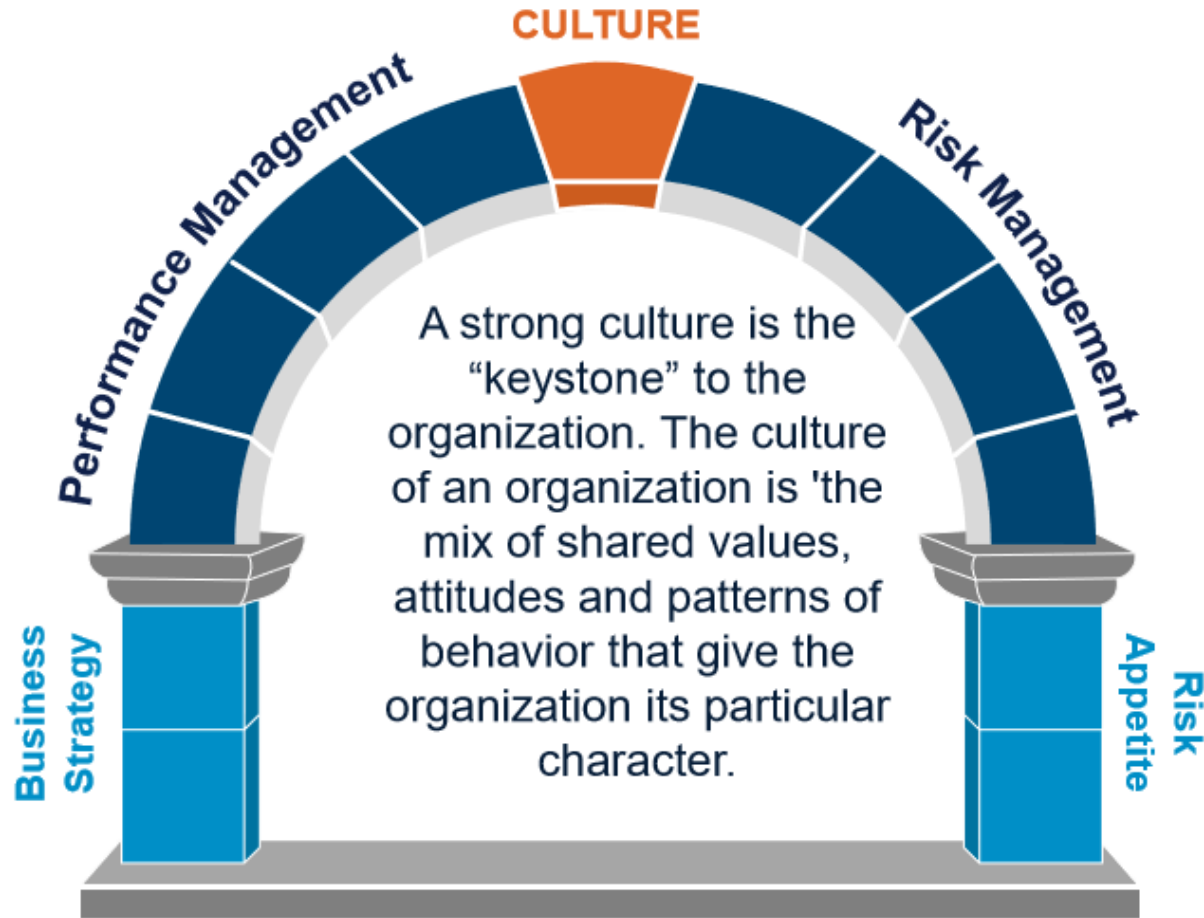 CULTURE
Performance Management
Risk Management
A strong culture is the
“keystone” to the
organization. The culture
of an organization is 'the
mix of shared values,
attitudes and patterns of
behavior that give the
organization its particular
character.
Business
Strategy
Risk
Appetite